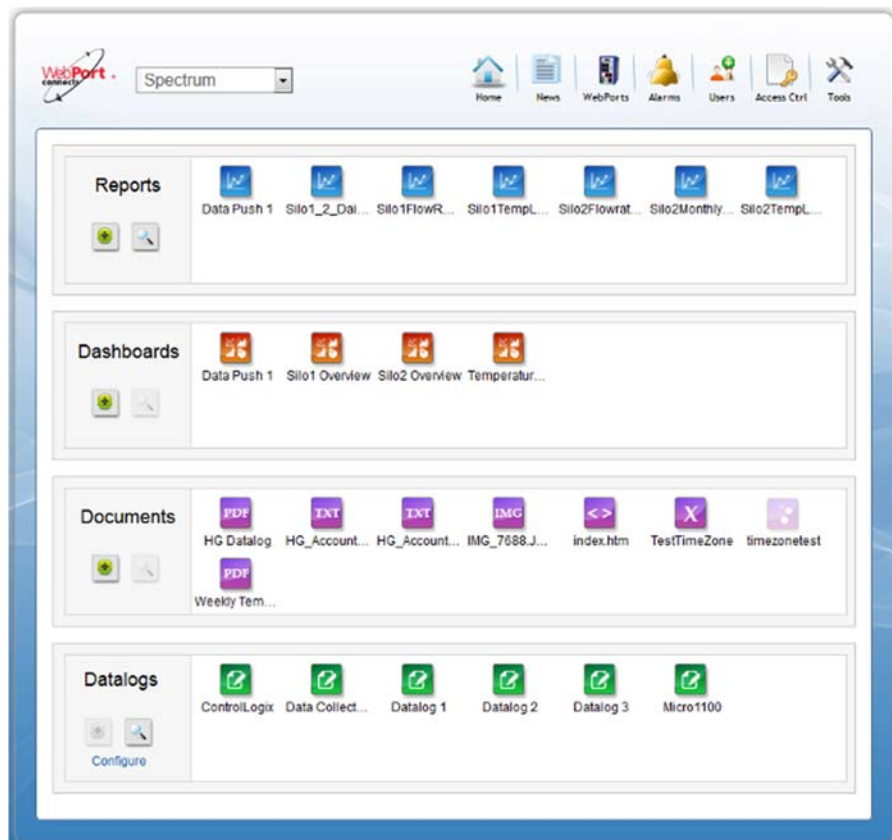 WebPort.
connects
Spectrum
Home News WebPorts Alarms Users Access Ctrl Tools
Reports
Data Push 1 Silo1_2_Dai... Silo1FlowR... Silo1TempL... Silo2Flowrat... Silo2Monthly... Silo2TempL...
Dashboards
Data Push 1 Silo1 Overview Silo2 Overview Temperatur...
Documents
PDF TXT TXT IMG < > X
HG Datalog HG_Account... HG_Account... IMG_7688.J... index.htm TestTimeZone timezonetest
PDF
Weekly Tem...
Datalogs
ControlLogix Data Collect... Datalog 1 Datalog 2 Datalog 3 Micro1100
Configure